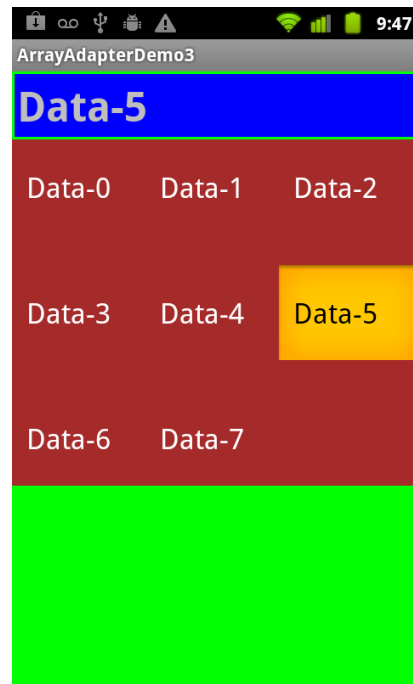 9:47
ArrayAdapterDemo3
Data-5
Data-0 Data-1 Data-2
Data-3 Data-4 Data-5
Data-6 Data-7